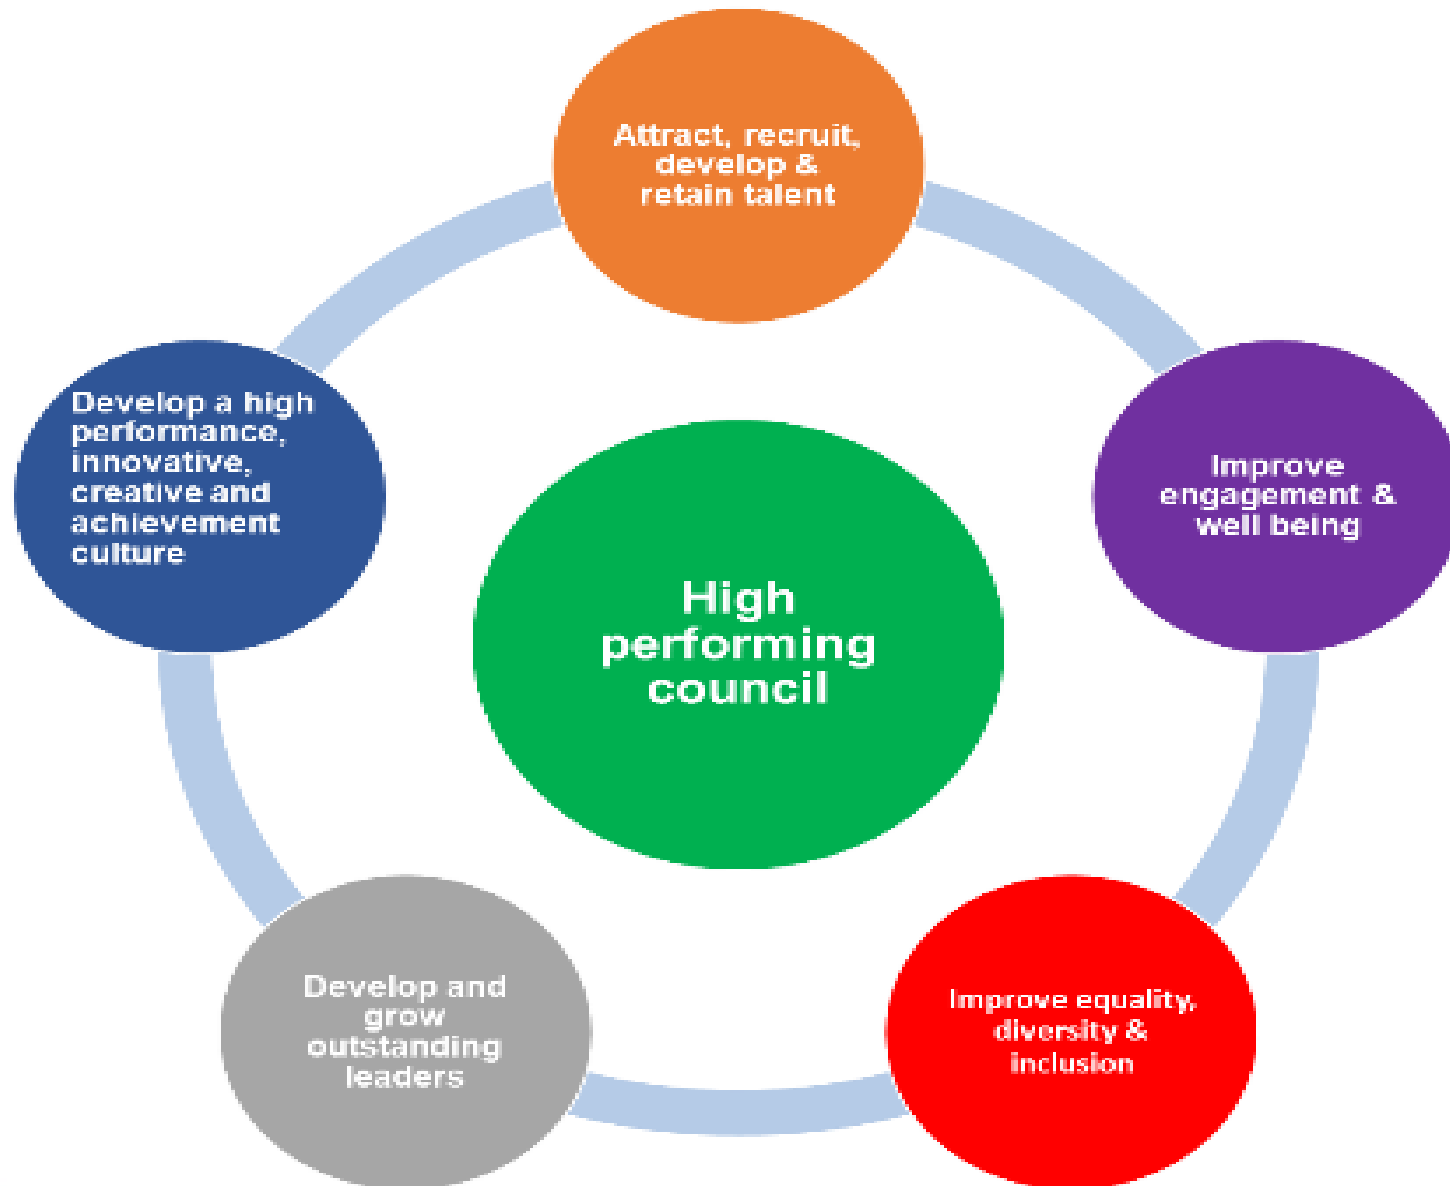 Attract, recruit,
develop &
retain talent
Improve
engagement &
well being
Improve equality,
diversity &
inclusion
Develop and
grow
outstanding
leaders
Develop a high
performance,
innovative,
creative and
achievement
culture
High
performing
council